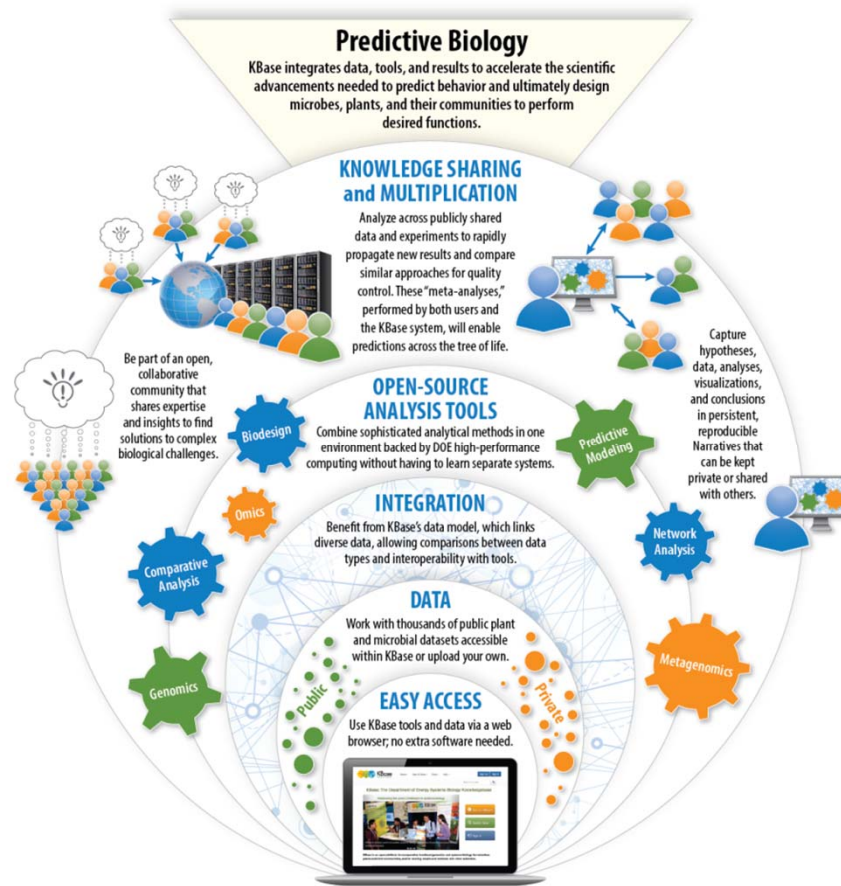 Predictive Biology
KBase integrates data, tools, and results to accelerate the scientific
advancements needed to predict behavior and ultimately design
microbes, plants, and their communities to perform
desired functions.
KNOWLEDGE SHARING
and MULTIPLICATION
Analyze across publicly shared
data and experiments to rapidly
propagate new results and compare
similar approaches for quality
control. These “meta-analyses,”
performed by both users and
the KBase system, will enable
predictions across the tree of life.
Be part of an open,
collaborative
community that
shares expertise
and insights to find
solutions to complex
biological challenges.
Capture
hypotheses,
data, analyses,
visualizations,
and conclusions
in persistent,
reproducible
Narratives that
can be kept
private or shared
with others.
OPEN-SOURCE
ANALYSIS TOOLS
Combine sophisticated analytical methods in one
environment backed by DOE high-performance
computing without having to learn separate systems.
Biodesign
Predictive
Modeling
Omics
Network
Analysis
Comparative
Analysis
Genomics
Metagenomics
INTEGRATION
Benefit from KBase’s data model, which links
diverse data, allowing comparisons between data
types and interoperability with tools.
DATA
Work with thousands of public plant
and microbial datasets accessible
within KBase or upload your own.
Public
Private
EASY ACCESS
Use KBase tools and data via a web
browser; no extra software needed.
KBase: The Department of Energy Systems Biology Knowledgebase